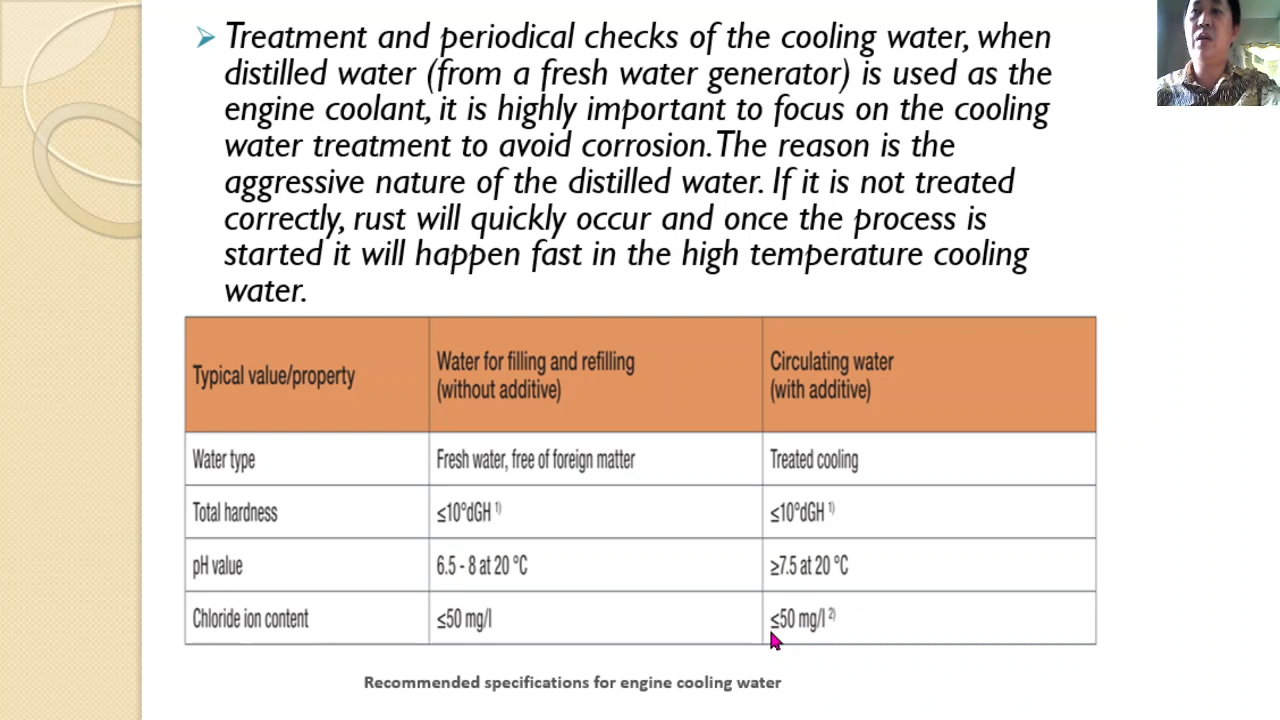 Treatment and periodical checks of the cooling water, when
distilled water (from a fresh water generator) is used as the
engine coolant, it is highly important to focus on the cooling
water treatment to avoid corrosion. The reason is the
aggressive nature of the distilled water. If it is not treated
correctly, rust will quickly occur and once the process is
started it will happen fast in the high temperature cooling
water.
Typical value/property
Water for filling and refilling
(without additive)
Circulating water
(with additive)
Water type
Fresh water, free of foreign matter
Treated cooling
Total hardness
≤10°dGH 1)
≤10°dGH 1)
pH value
6.5 - 8 at 20 °C
≥7.5 at 20 °C
Chloride ion content
≤50 mg/l
≤50 mg/l 2)
Recommended specifications for engine cooling water